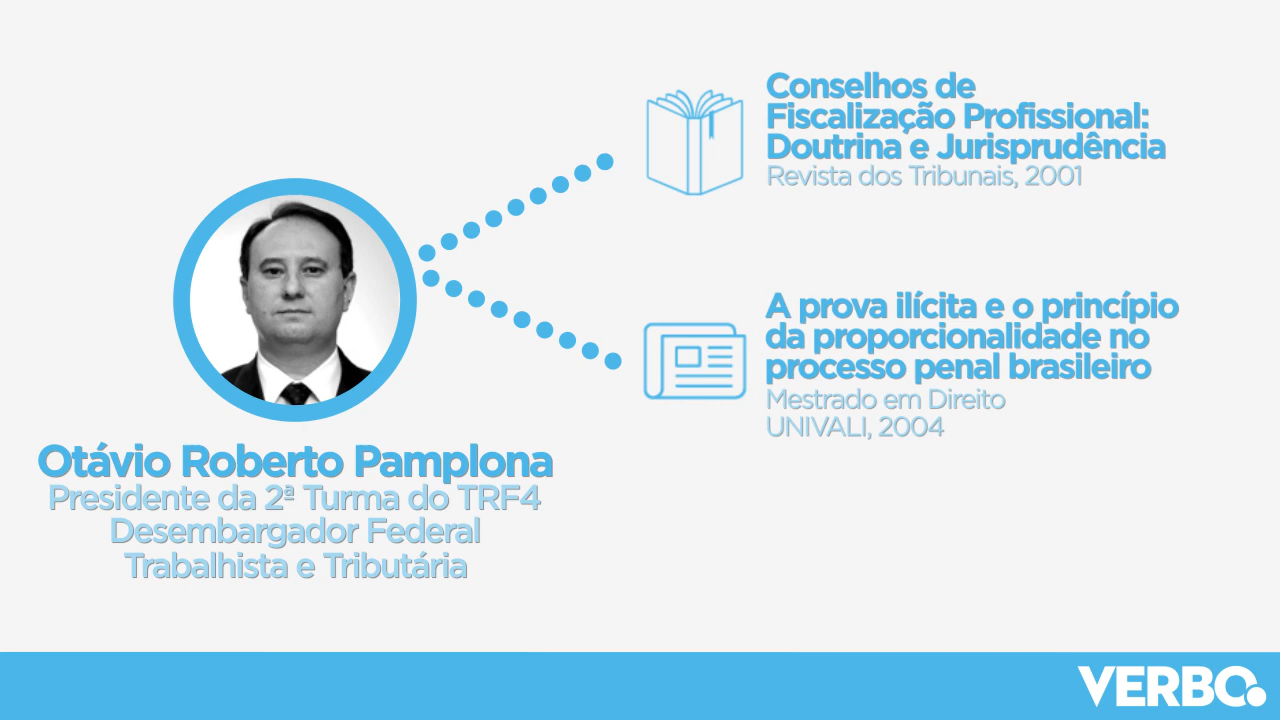 Conselhos de
Fiscalização Profissional:
Doutrina e Jurisprudência
Revista dos Tribunais, 2001
A prova ilícita e o princípio
da proporcionalidade no
processo penal brasileiro
Mestrado em Direito
UNIVALI, 2004
Otávio Roberto Pamplona
Presidente da 2ª Turma do TRF4
Desembargador Federal
Trabalhista e Tributária
VERBO